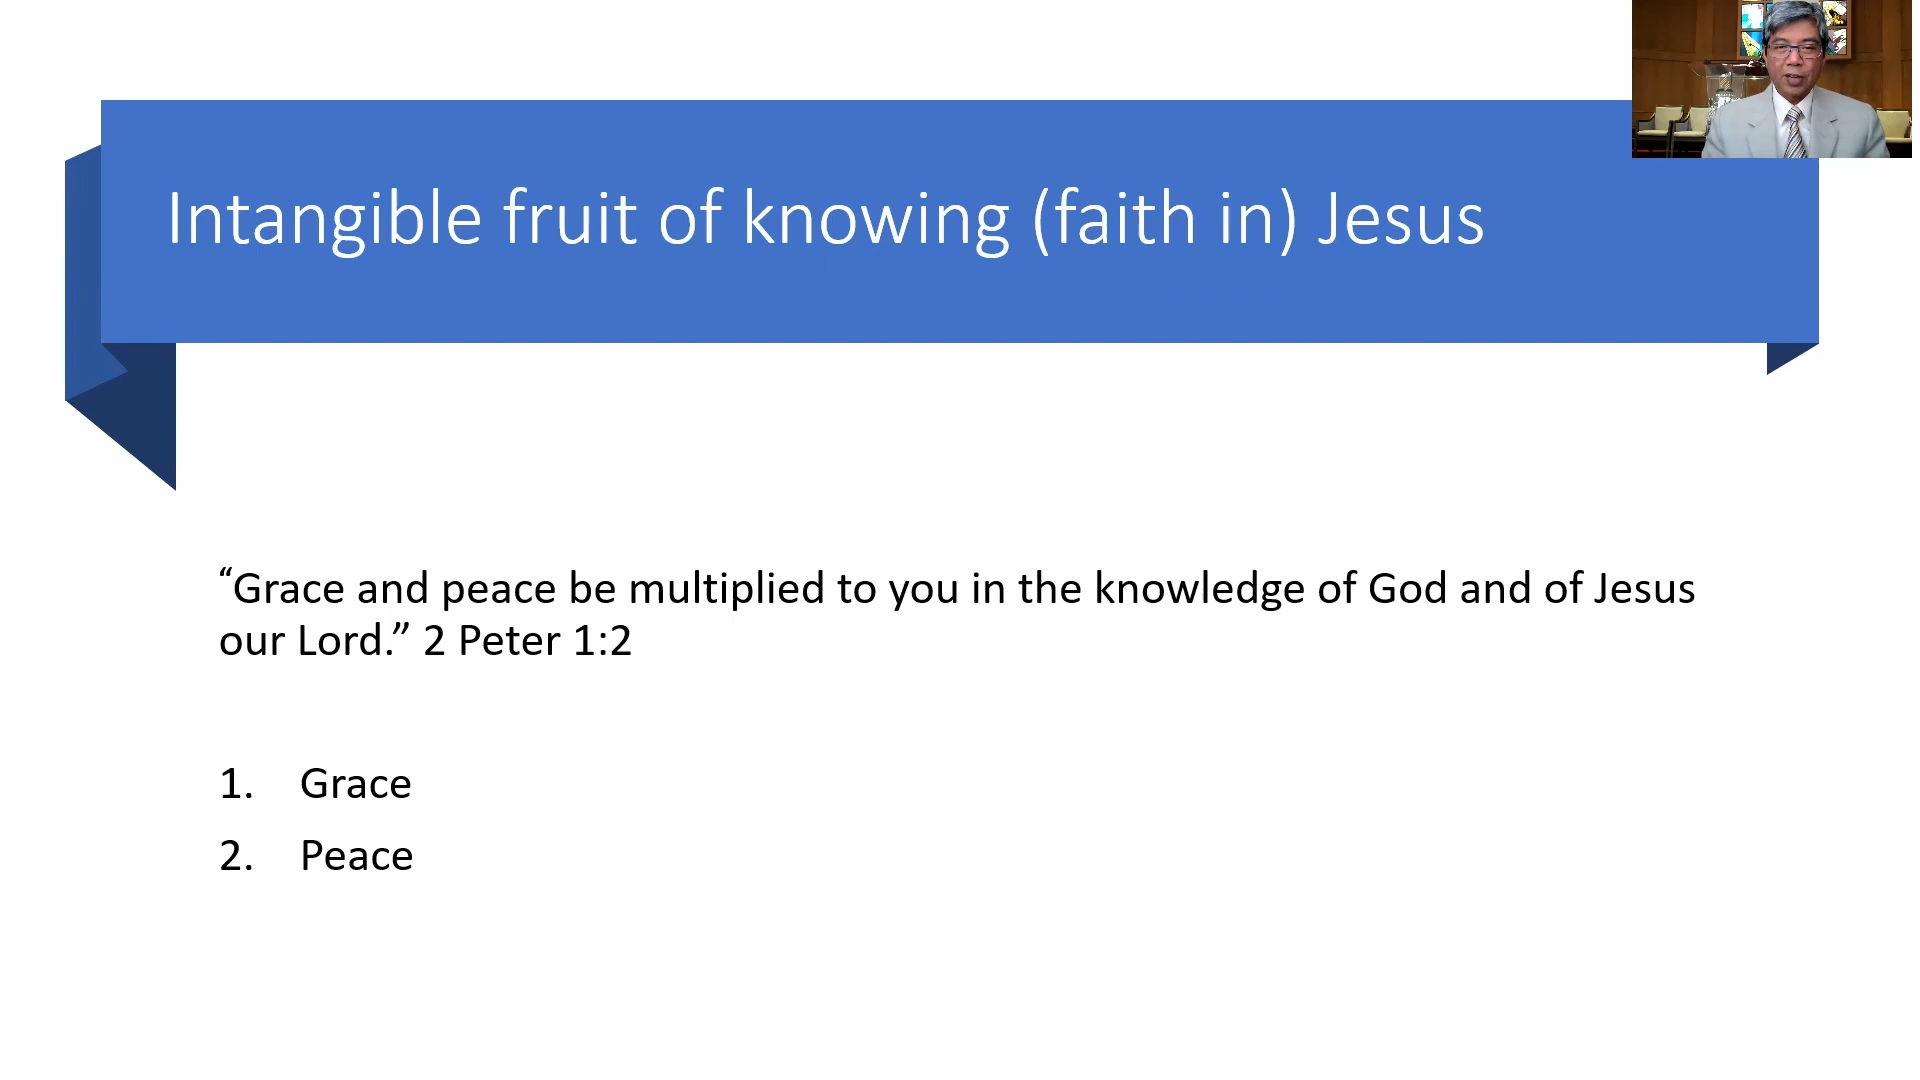 Intangible fruit of knowing (faith in) Jesus
“Grace and peace be multiplied to you in the knowledge of God and of Jesus
our Lord.” 2 Peter 1:2
1. Grace
2. Peace